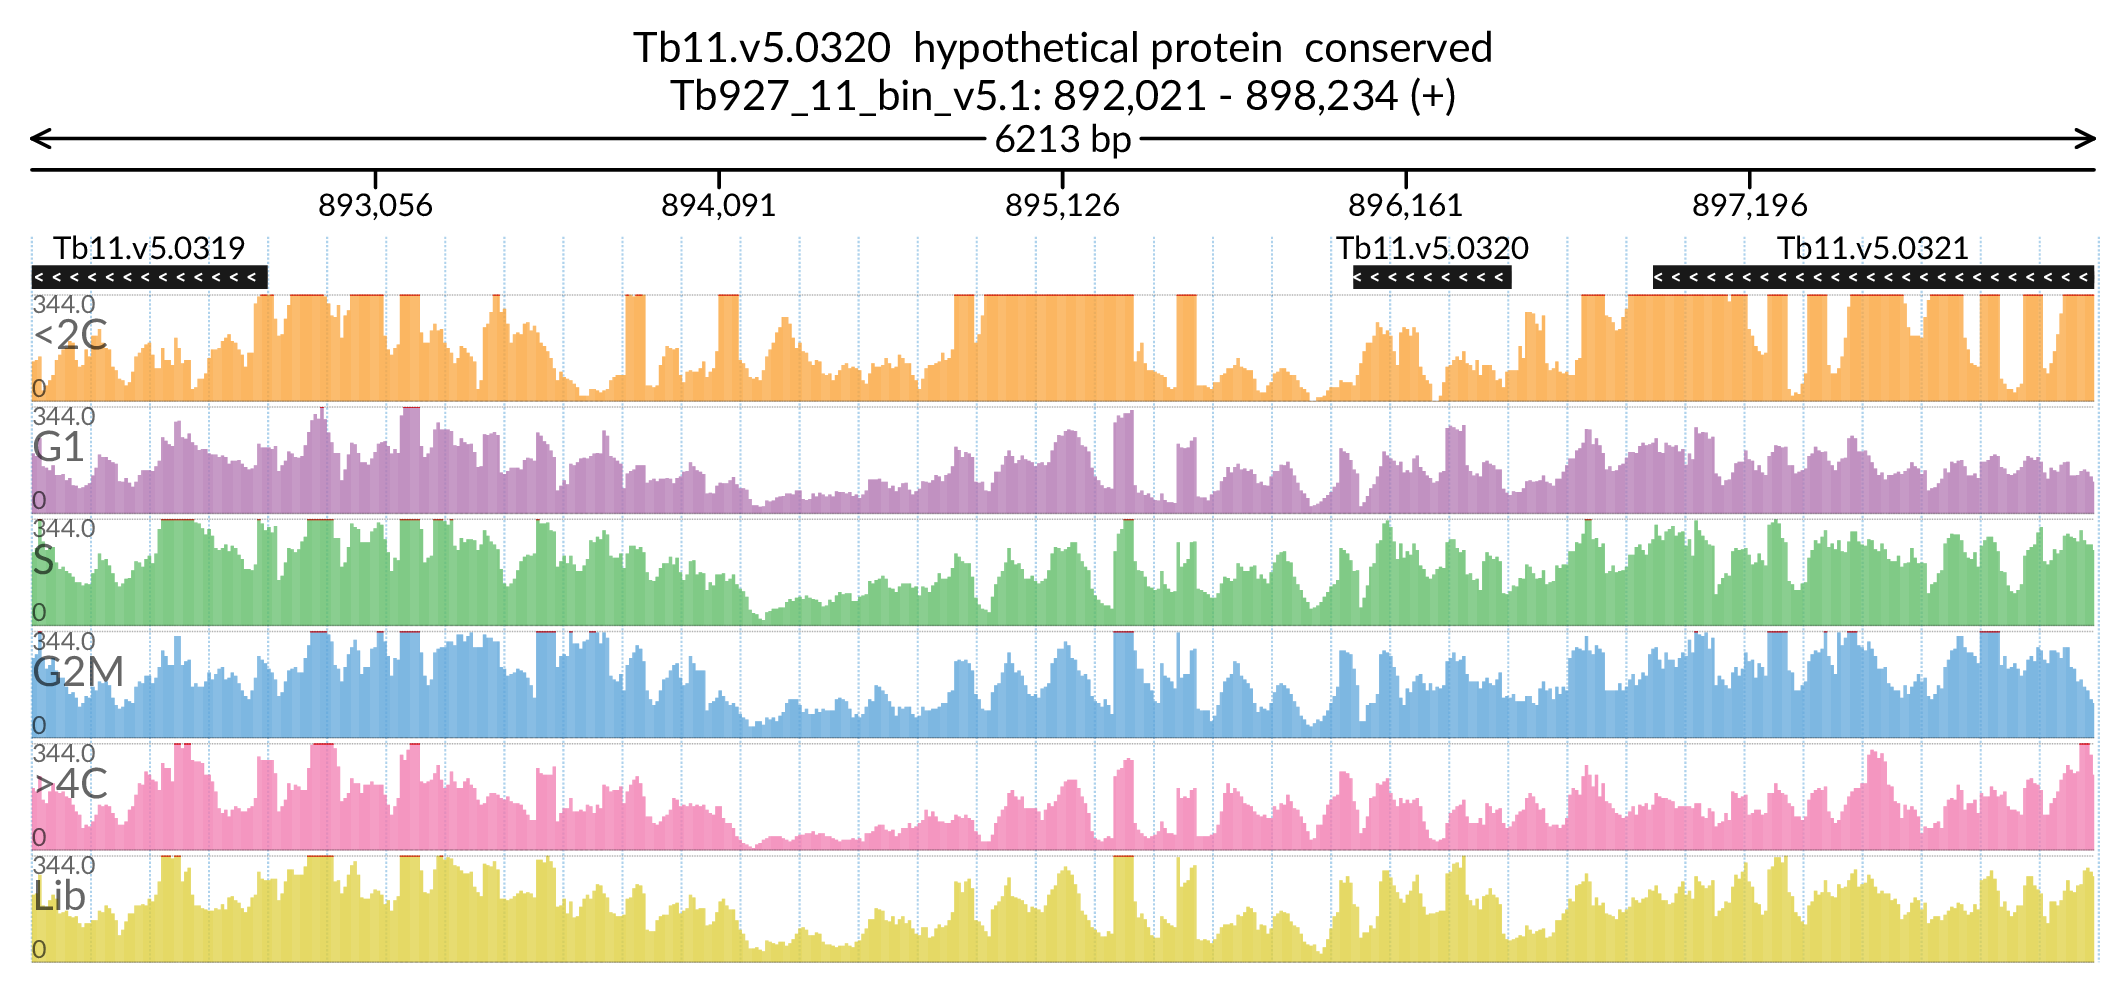 Tb11.v5.0320 hypothetical protein conserved
Tb927_11_bin_v5.1: 892,021 - 898,234 (+)
6213 bp
893,056 894,091 895,126 896,161 897,196
Tb11.v5.0319 Tb11.v5.0320 Tb11.v5.0321
344.0
<2C
0
344.0
G1
0
344.0
S
0
344.0
G2M
0
344.0
>4C
0
344.0
Lib
0